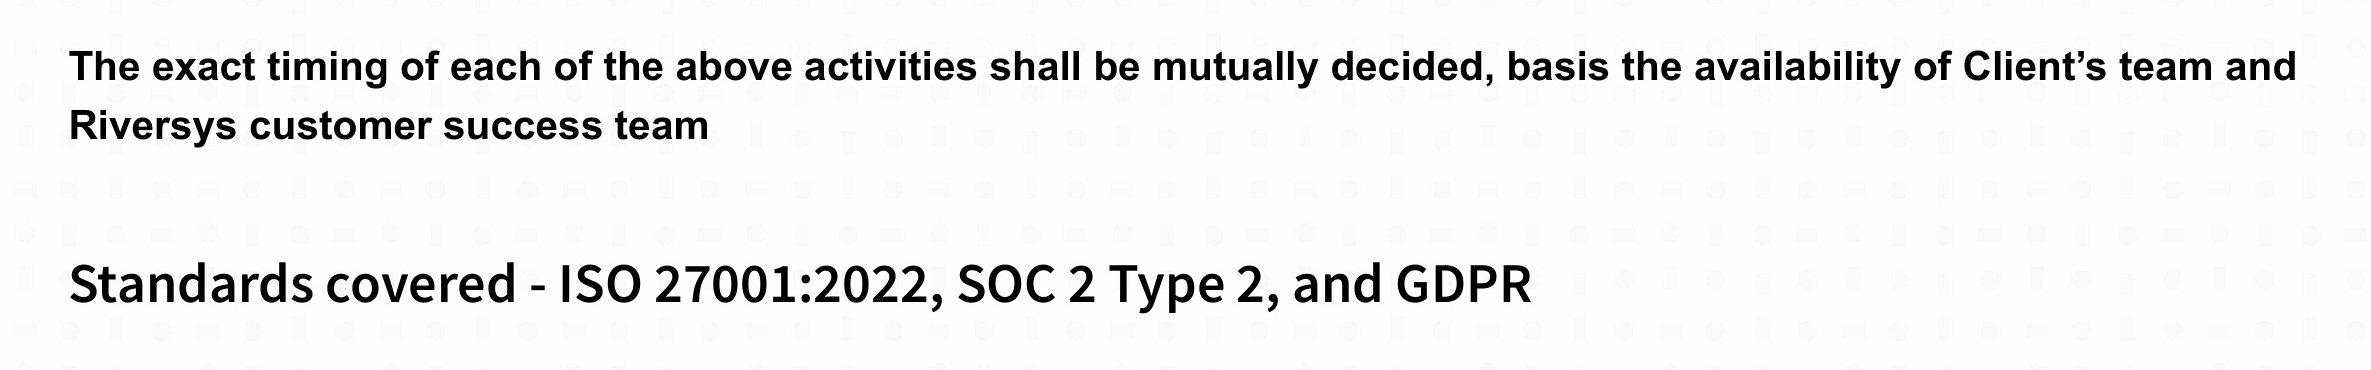 The exact timing of each of the above activities shall be mutually decided, basis the availability of Client’s team and
Riversys customer success team
Standards covered - ISO 27001:2022, SOC 2 Type 2, and GDPR